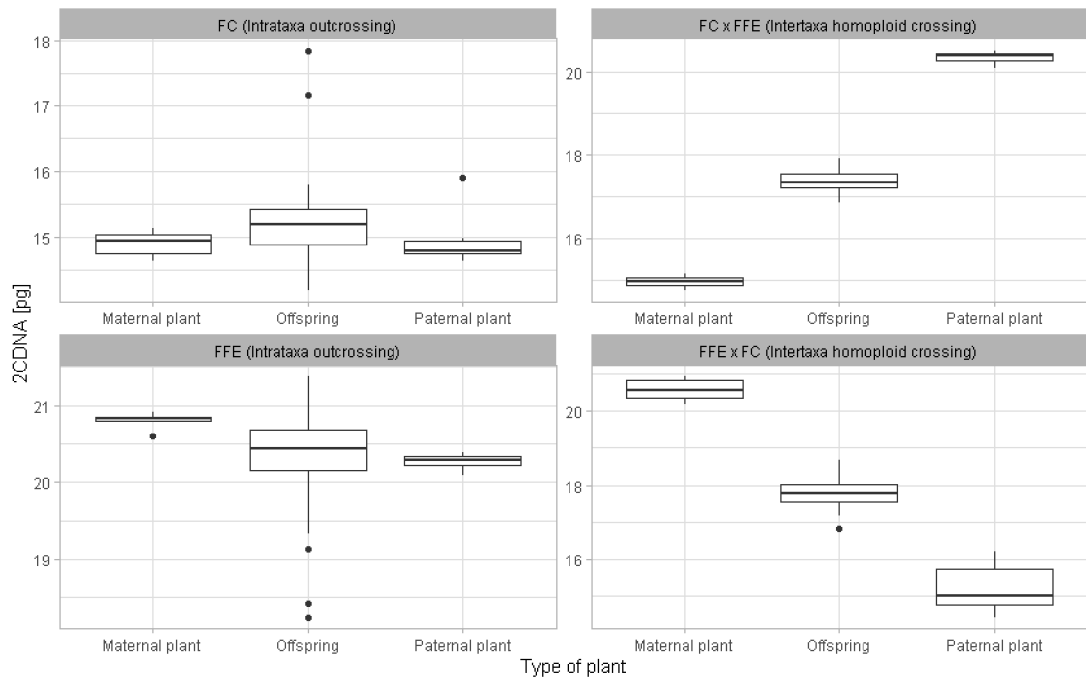 FC (Intrataxa outcrossing)
FC x FFE (Intertaxa homoploid crossing)
18
17
16
15
20
18
16
Maternal plant Offspring Paternal plant
Maternal plant Offspring Paternal plant
2CDNA [pg]
FFE (Intrataxa outcrossing)
FFE x FC (Intertaxa homoploid crossing)
21
20
19
20
18
16
Maternal plant Offspring Paternal plant
Maternal plant Offspring Paternal plant
Type of plant